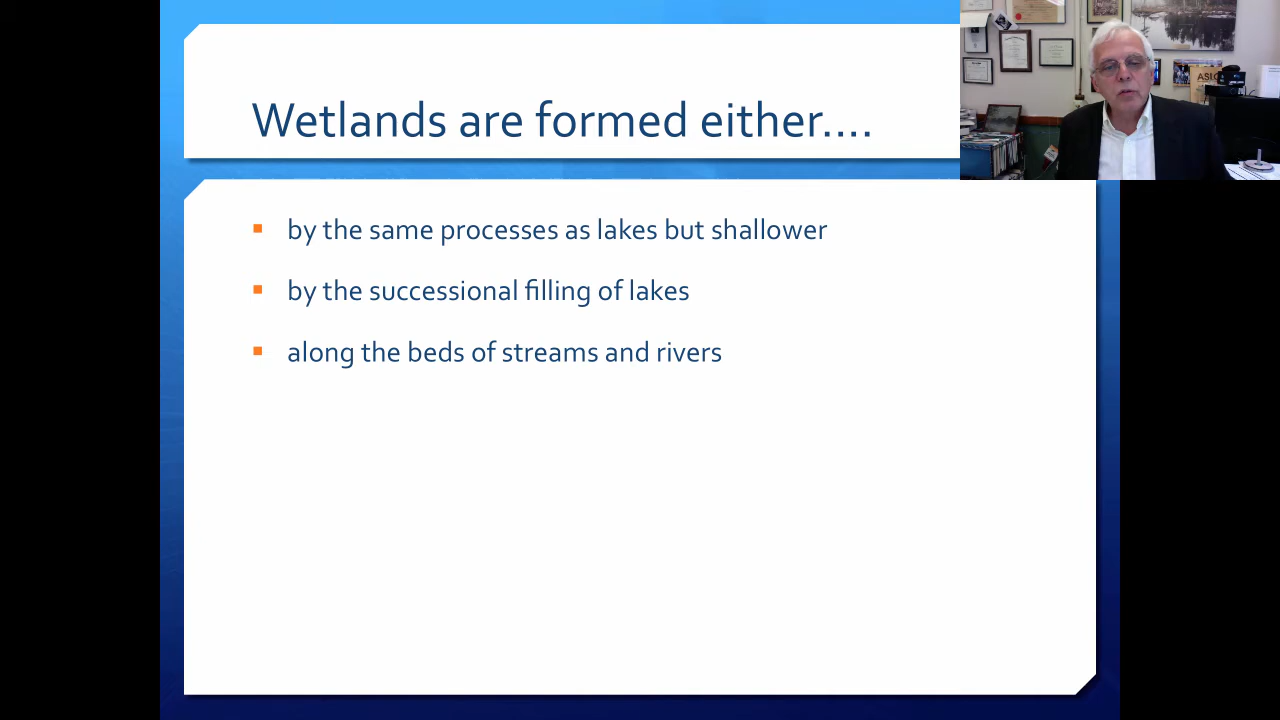 Wetlands are formed either....
by the same processes as lakes but shallower
by the successional filling of lakes
along the beds of streams and rivers